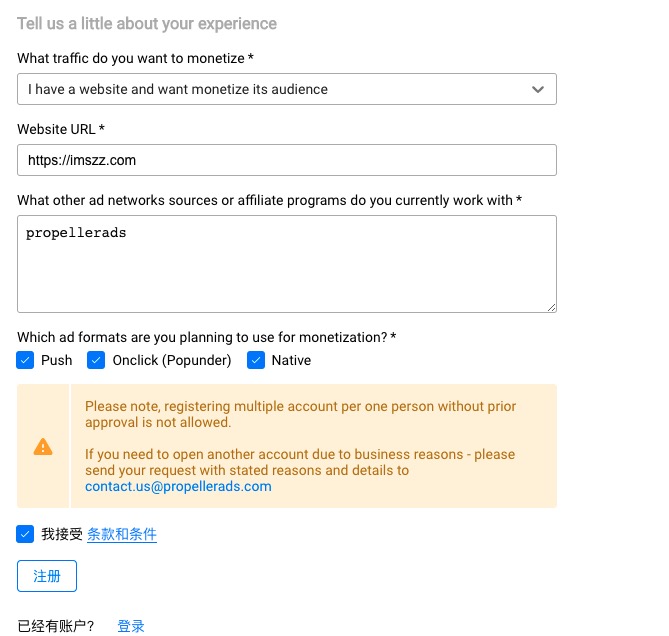 Tell us a little about your experience
What traffic do you want to monetize *
I have a website and want monetize its audience
Website URL *
https://imszz.com
What other ad networks sources or affiliate programs do you currently work with *
propellerads
Which ad formats are you planning to use for monetization? *
Push Onclick (Popunder) Native
Please note, registering multiple account per one person without prior
approval is not allowed.
If you need to open another account due to business reasons - please
send your request with stated reasons and details to
contact.us@propellerads.com
我接受 条款和条件
注册
已经有账户? 登录